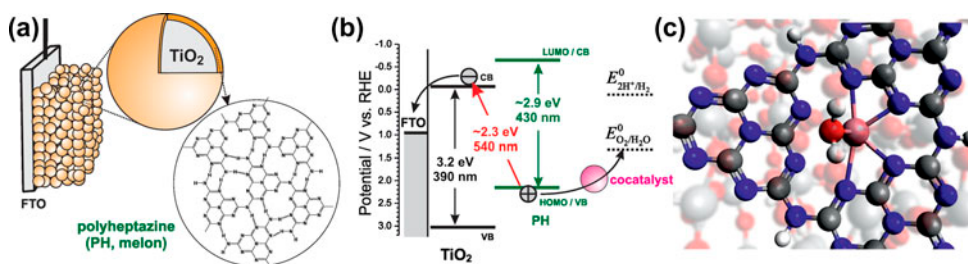 (a)
TiO2
FTO
polyheptazine
(PH, melon)
(b)
Potential / V vs. RHE
-1.0
-0.5
0.0
0.5
1.0
1.5
2.0
2.5
3.0
FTO
CB
3.2 eV
390 nm
VB
TiO2
~2.3 eV
540 nm
LUMO / CB
~2.9 eV
430 nm
HOMO / VB
PH
cocatalyst
E0 2H+/H2
E0 O2/H2O
(c)